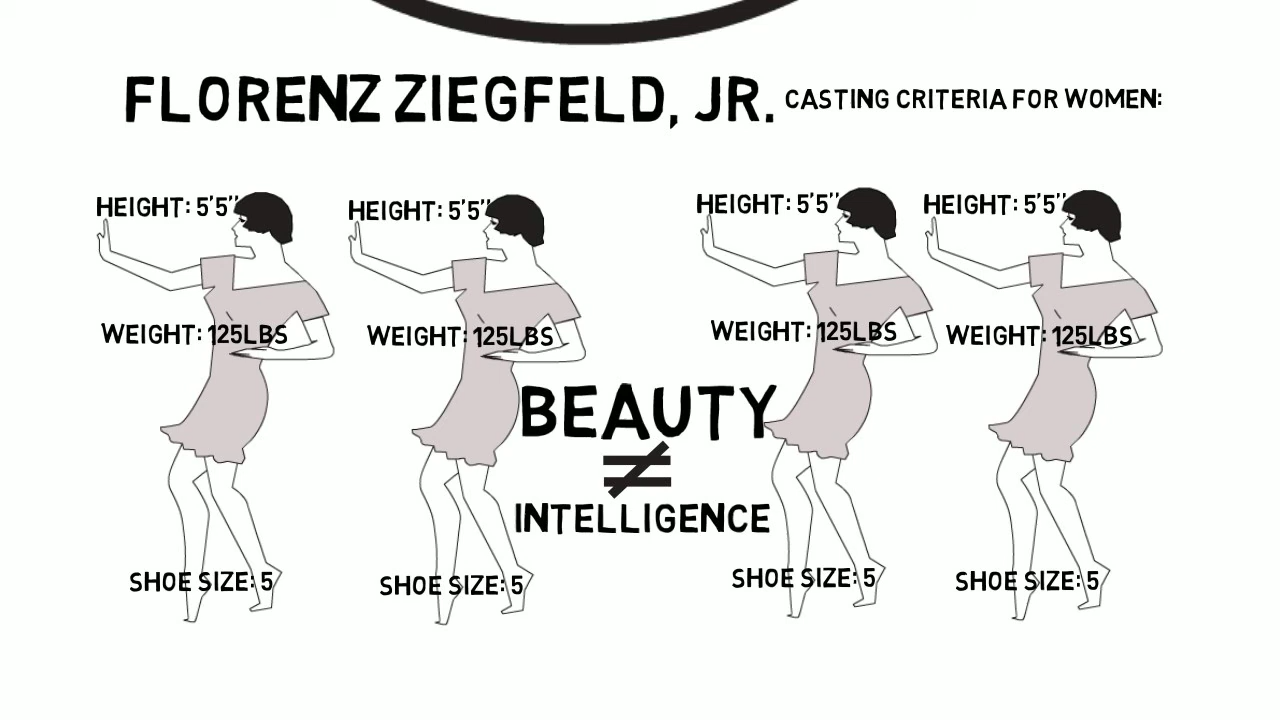 FLORENZ ZIEGFELD, JR. CASTING CRITERIA FOR WOMEN:
HEIGHT: 5'5" HEIGHT: 5'5" HEIGHT: 5'5" HEIGHT: 5'5"
WEIGHT: 125LBS WEIGHT: 125LBS WEIGHT: 125LBS WEIGHT: 125LBS
BEAUTY
≠
INTELLIGENCE
SHOE SIZE: 5 SHOE SIZE: 5 SHOE SIZE: 5 SHOE SIZE: 5